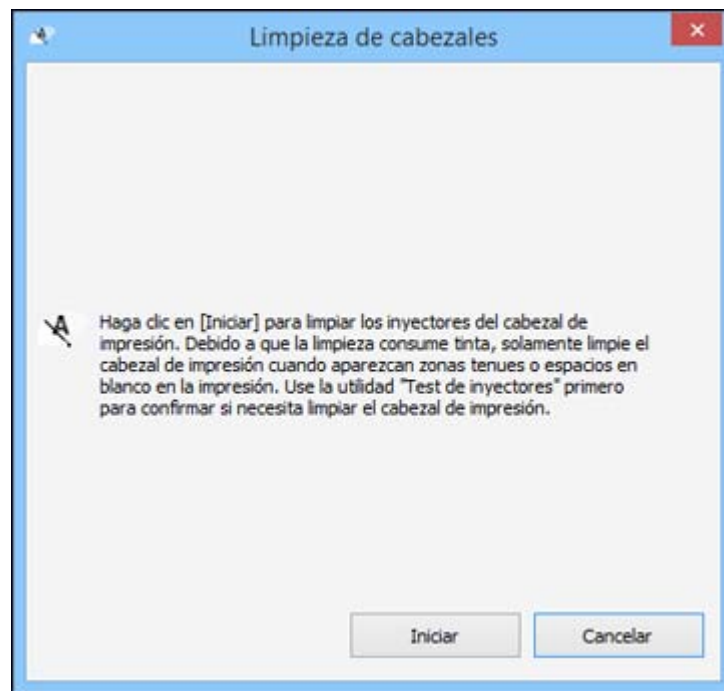 Limpieza de cabezales
Haga clic en [Iniciar] para limpiar los inyectores del cabezal de
impresión. Debido a que la limpieza consume tinta, solamente limpie el
cabezal de impresión cuando aparezcan zonas tenues o espacios en
blanco en la impresión. Use la utilidad "Test de inyectores" primero
para confirmar si necesita limpiar el cabezal de impresión.
Iniciar
Cancelar